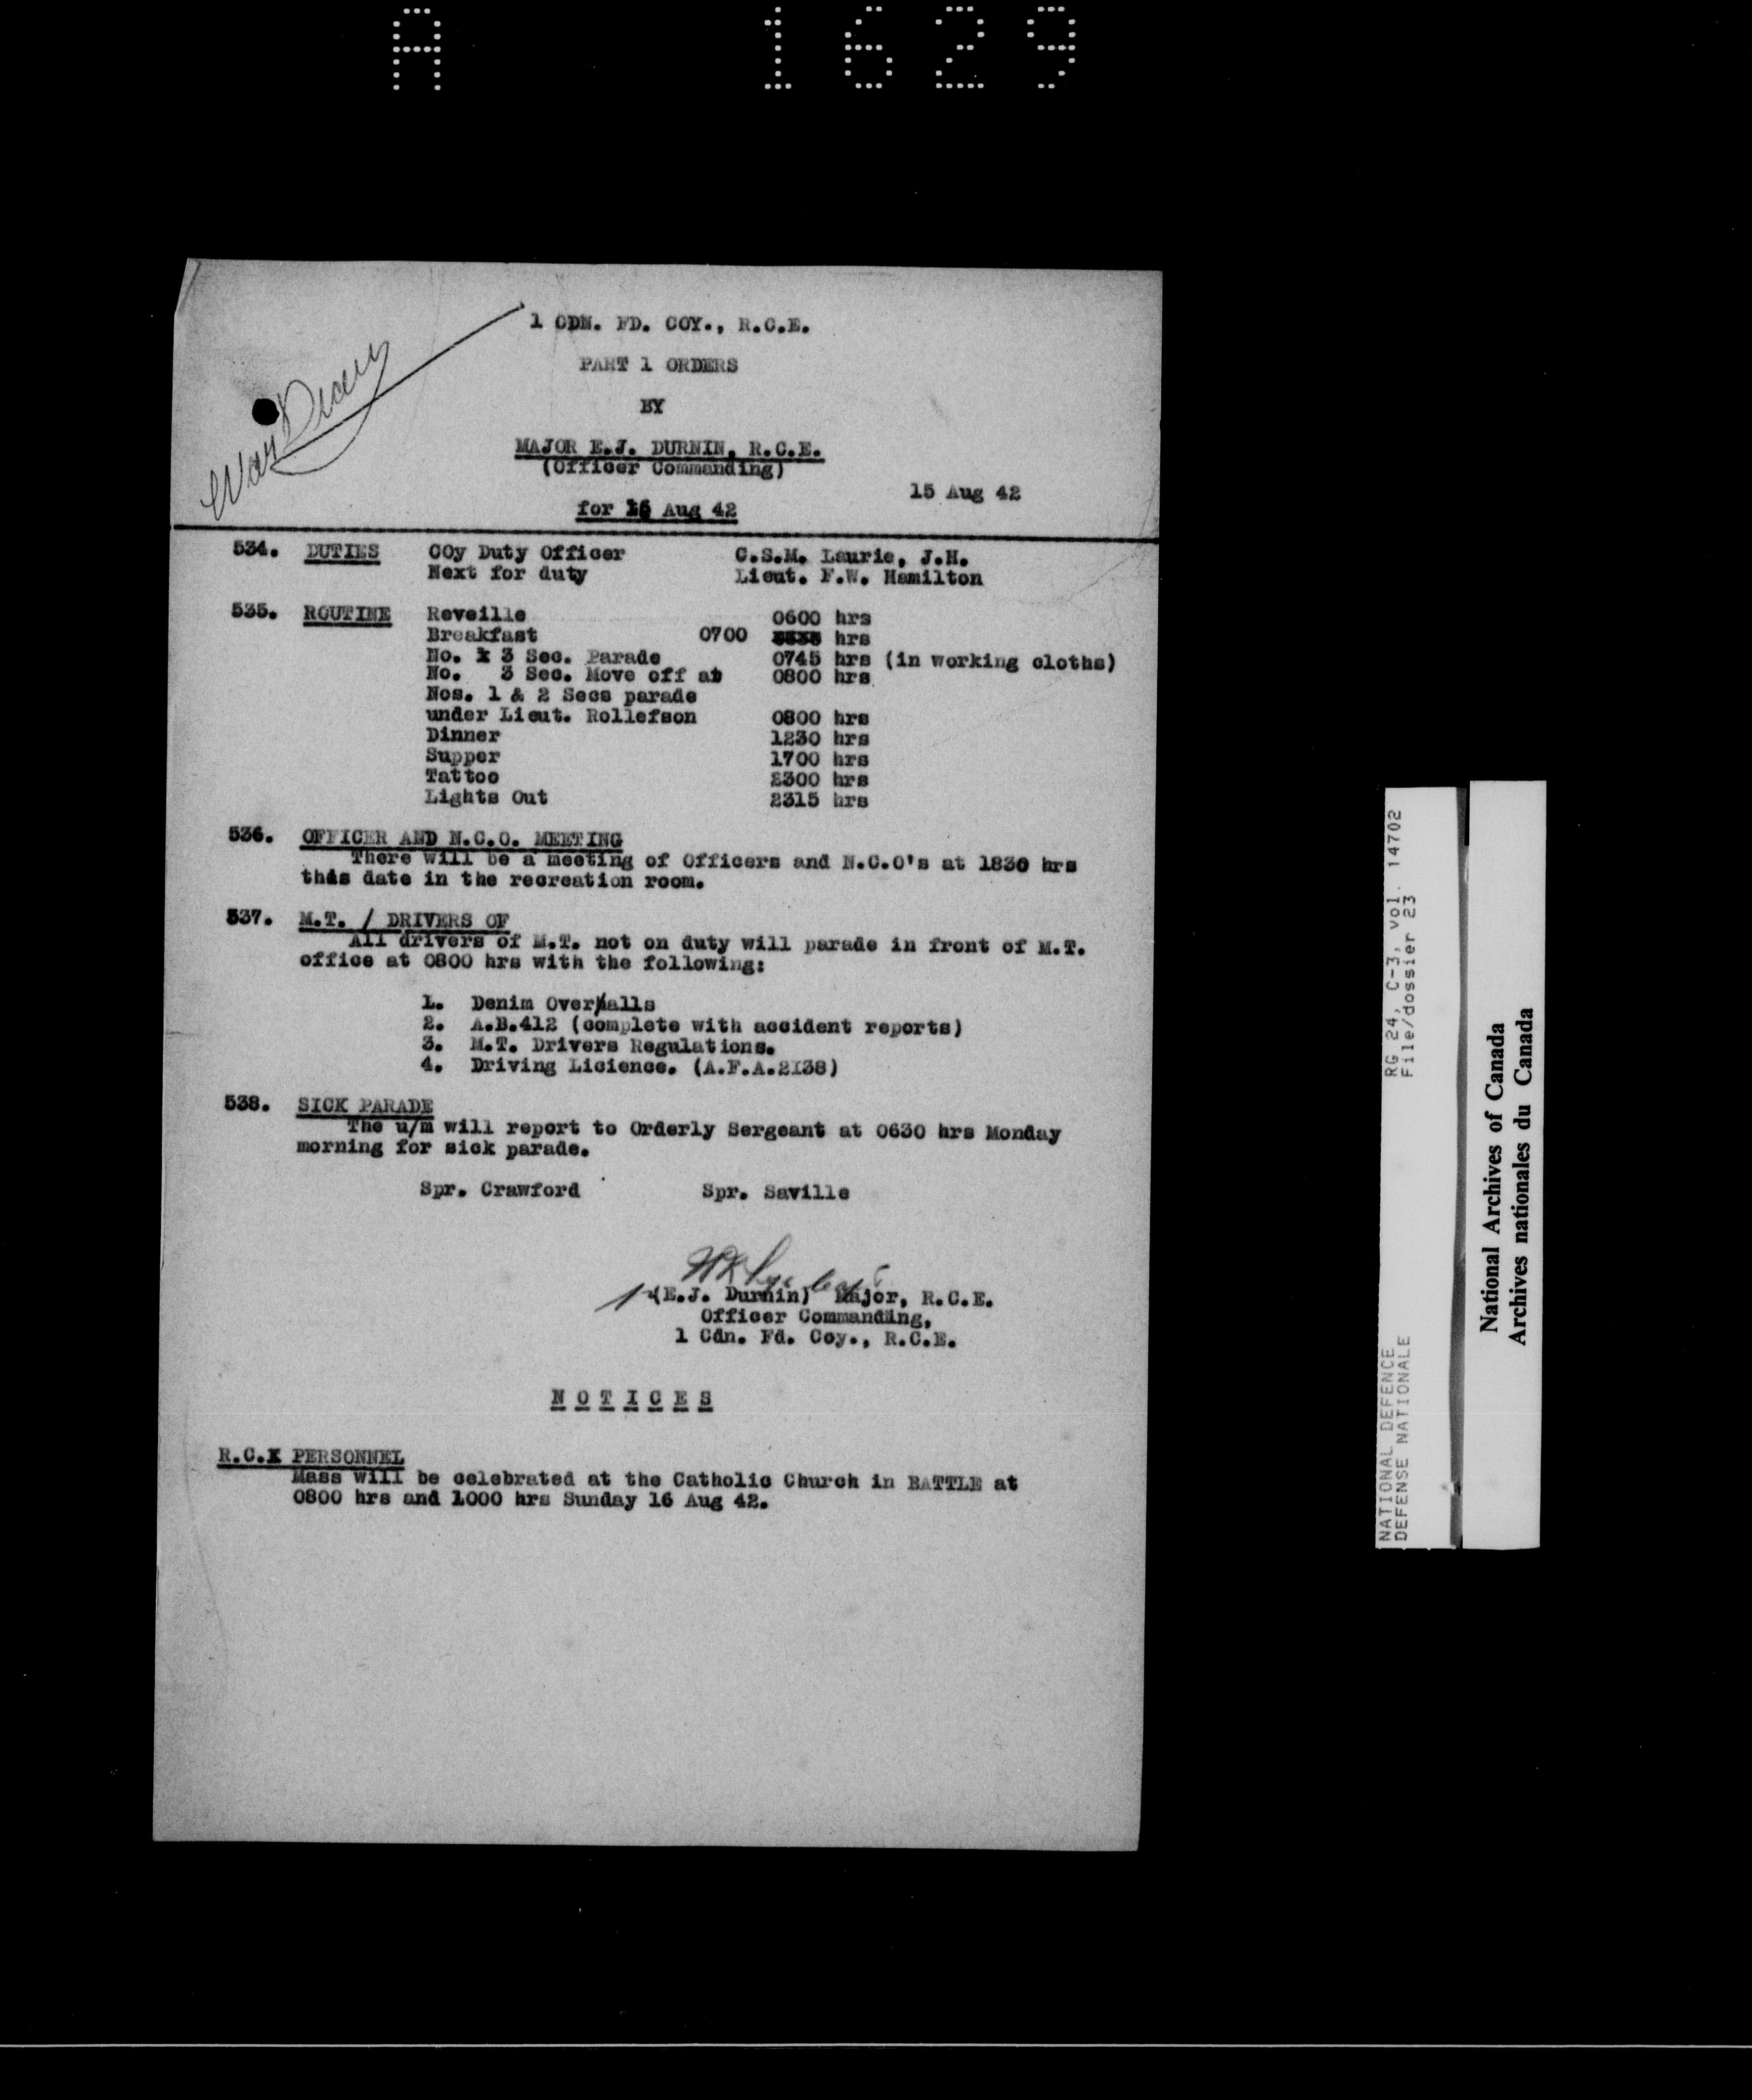 A 1629
War Diary
1 CDN. FD. COY., R.C.E.
PART 1 ORDERS
BY
MAJOR E.J. DURNIN, R.C.E.
(Officer Commanding)
15 Aug 42
for 16 Aug 42
534. DUTIES COy Duty Officer C.S.M. Laurie, J.H.
Next for duty Lieut. F.W. Hamilton
535. ROUTINE Reveille 0600 hrs
Breakfast 0700 hrs
No. 3 Sec. Parade 0745 hrs (in working cloths)
No. 3 Sec. Move off at 0800 hrs
Nos. 1 & 2 Secs parade
under Lieut. Rollefson 0800 hrs
Dinner 1230 hrs
Supper 1700 hrs
Tattoo 2300 hrs
Lights Out 2315 hrs
536. OFFICER AND N.C.O. MEETING
There will be a meeting of Officers and N.C.O's at 1830 hrs
this date in the recreation room.
537. M.T. / DRIVERS OF
All drivers of M.T. not on duty will parade in front of M.T.
office at 0800 hrs with the following:
1. Denim Overalls
2. A.B.412 (complete with accident reports)
3. M.T. Drivers Regulations.
4. Driving Licience. (A.F.A.2138)
538. SICK PARADE
The u/m will report to Orderly Sergeant at 0630 hrs Monday
morning for sick parade.
Spr. Crawford Spr. Saville
(E.J. Durnin) Major, R.C.E.
Officer Commanding,
1 Cdn. Fd. Coy., R.C.E.
NOTICES
R.C. PERSONNEL
Mass will be celebrated at the Catholic Church in BATTLE at
0800 hrs and 1000 hrs Sunday 16 Aug 42.
NATIONAL DEFENCE RG 24, C-3, vol. 14702
DEFENSE NATIONALE File/dossier 23
National Archives of Canada
Archives nationales du Canada